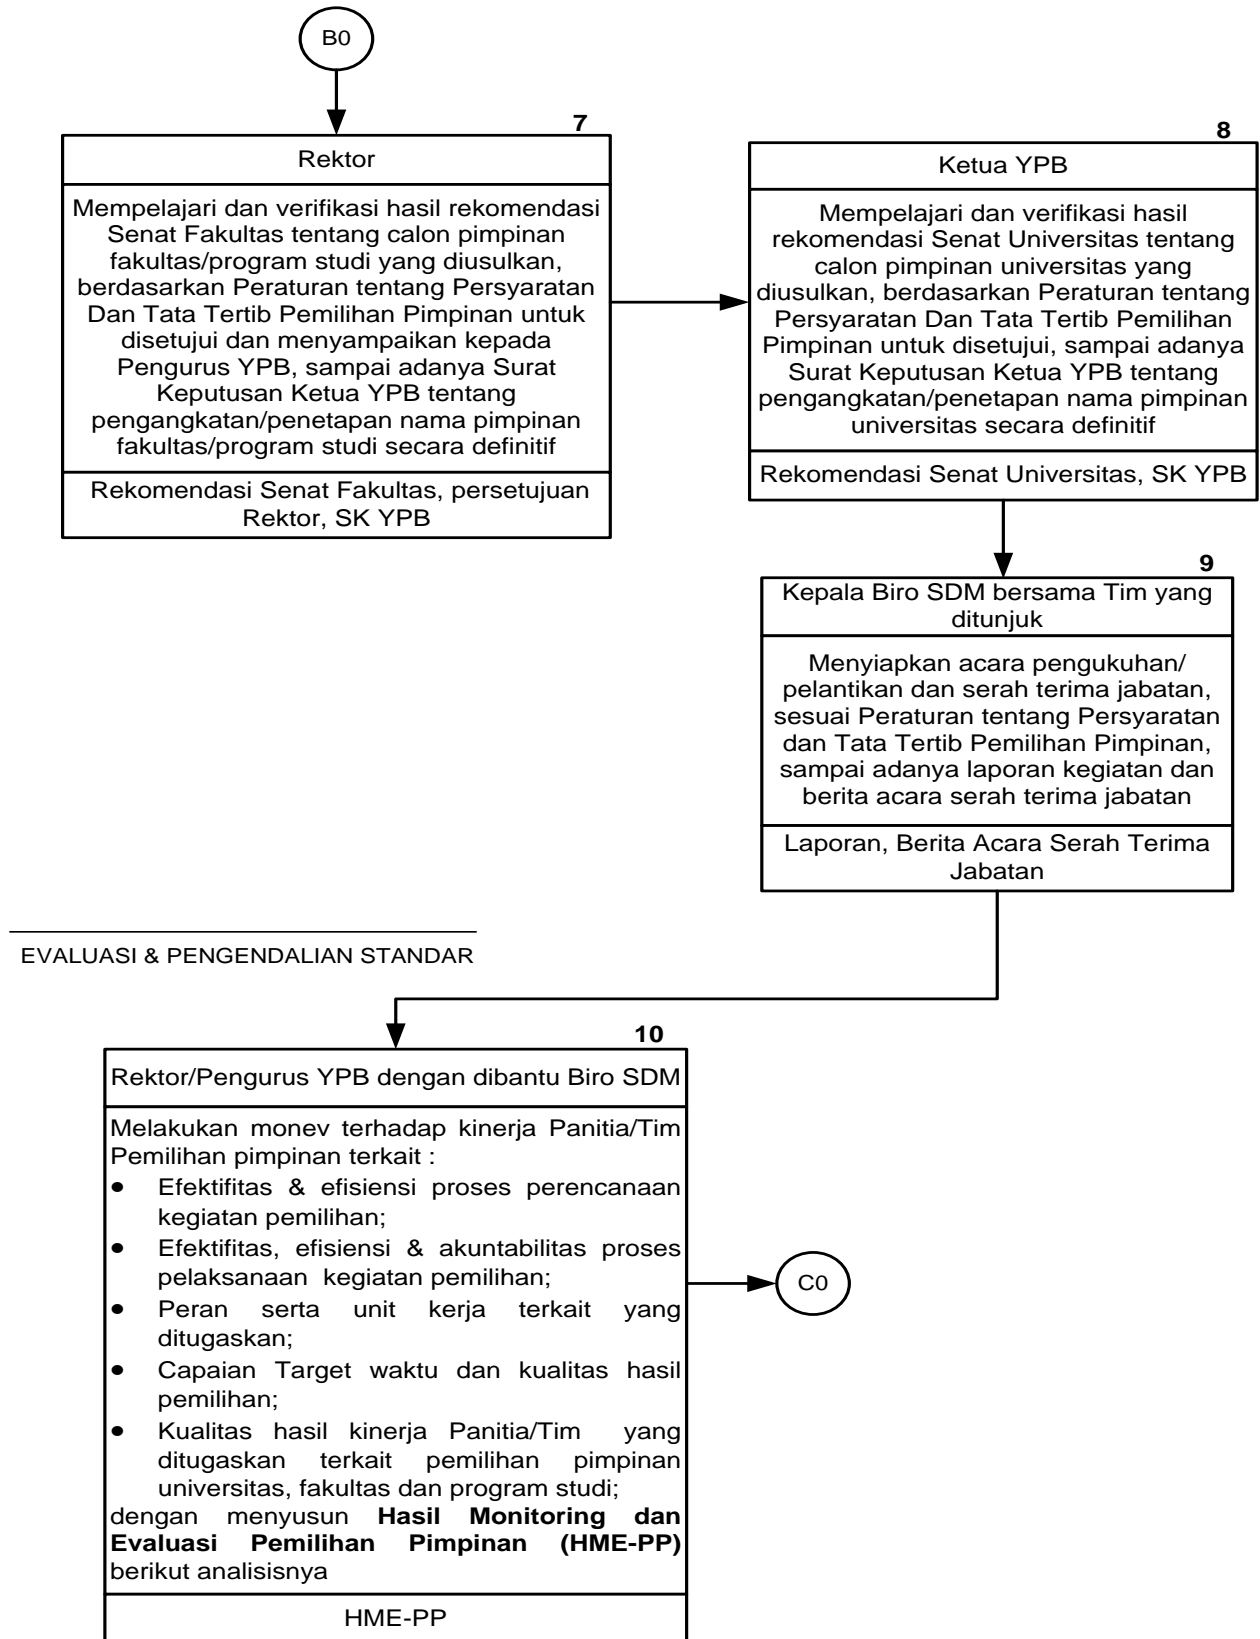 B0
7
Rektor
Mempelajari dan verifikasi hasil rekomendasi
Senat Fakultas tentang calon pimpinan
fakultas/program studi yang diusulkan,
berdasarkan Peraturan tentang Persyaratan
Dan Tata Tertib Pemilihan Pimpinan untuk
disetujui dan menyampaikan kepada
Pengurus YPB, sampai adanya Surat
Keputusan Ketua YPB tentang
pengangkatan/penetapan nama pimpinan
fakultas/program studi secara definitif
Rekomendasi Senat Fakultas, persetujuan
Rektor, SK YPB
8
Ketua YPB
Mempelajari dan verifikasi hasil
rekomendasi Senat Universitas tentang
calon pimpinan universitas yang
diusulkan, berdasarkan Peraturan tentang
Persyaratan Dan Tata Tertib Pemilihan
Pimpinan untuk disetujui, sampai adanya
Surat Keputusan Ketua YPB tentang
pengangkatan/penetapan nama pimpinan
universitas secara definitif
Rekomendasi Senat Universitas, SK YPB
9
Kepala Biro SDM bersama Tim yang
ditunjuk
Menyiapkan acara pengukuhan/
pelantikan dan serah terima jabatan,
sesuai Peraturan tentang Persyaratan
dan Tata Tertib Pemilihan Pimpinan,
sampai adanya laporan kegiatan dan
berita acara serah terima jabatan
Laporan, Berita Acara Serah Terima
Jabatan
EVALUASI & PENGENDALIAN STANDAR
10
Rektor/Pengurus YPB dengan dibantu Biro SDM
Melakukan monev terhadap kinerja Panitia/Tim
Pemilihan pimpinan terkait :
• Efektifitas & efisiensi proses perencanaan
kegiatan pemilihan;
• Efektifitas, efisiensi & akuntabilitas proses
pelaksanaan kegiatan pemilihan;
• Peran serta unit kerja terkait yang
ditugaskan;
• Capaian Target waktu dan kualitas hasil
pemilihan;
• Kualitas hasil kinerja Panitia/Tim yang
ditugaskan terkait pemilihan pimpinan
universitas, fakultas dan program studi;
dengan menyusun Hasil Monitoring dan
Evaluasi Pemilihan Pimpinan (HME-PP)
berikut analisisnya
HME-PP
C0